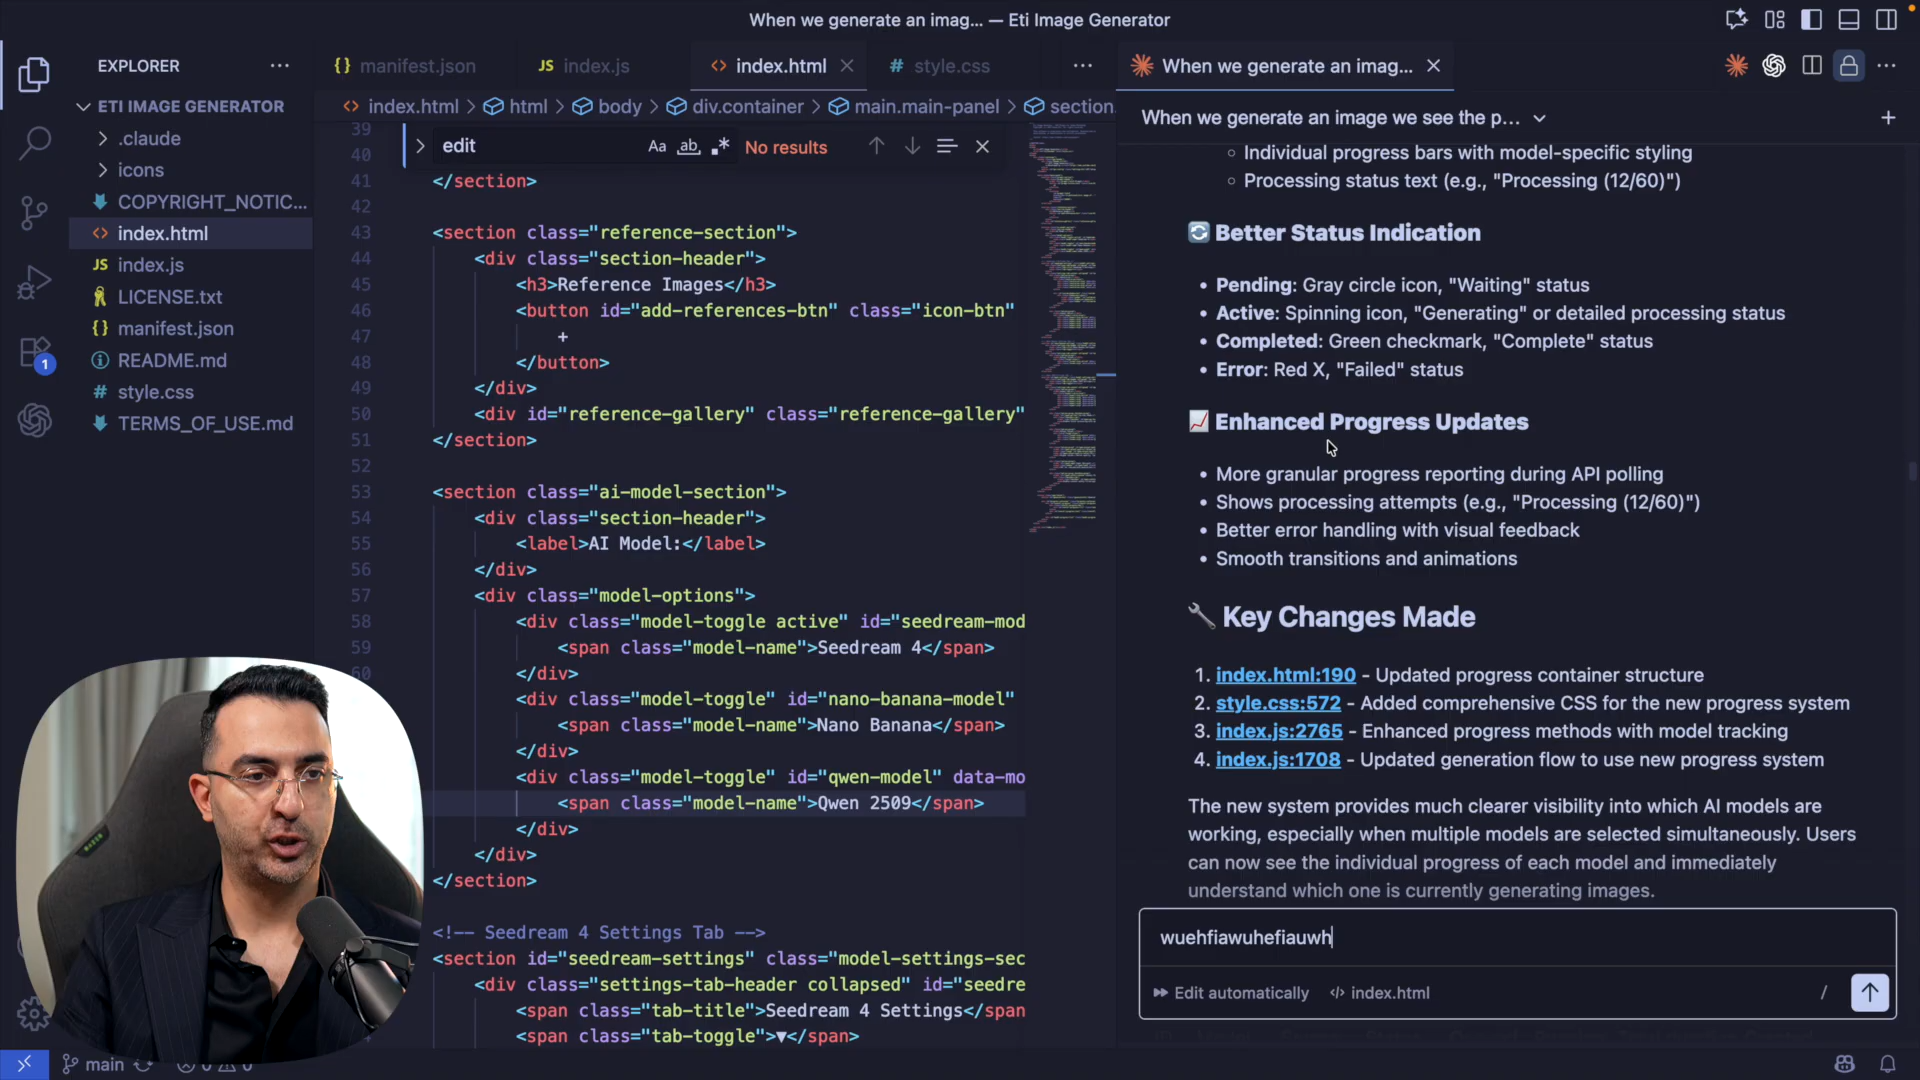 When we generate an imag... — Eti Image Generator
EXPLORER
ETI IMAGE GENERATOR
.claude
icons
COPYRIGHT_NOTIC...
index.html
index.js
LICENSE.txt
manifest.json
README.md
style.css
TERMS_OF_USE.md
1
manifest.json
index.js
index.html
style.css
index.html > html > body > div.container > main.main-panel > section.
edit
Aa ab
No results
39
40
41 </section>
42
43 <section class="reference-section">
44 <div class="section-header">
45 <h3>Reference Images</h3>
46 <button id="add-references-btn" class="icon-btn"
47 +
48 </button>
49 </div>
50 <div id="reference-gallery" class="reference-gallery"
51 </section>
52
53 <section class="ai-model-section">
54 <div class="section-header">
55 <label>AI Model:</label>
56 </div>
57 <div class="model-options">
58 <div class="model-toggle active" id="seedream-mod
59 <span class="model-name">Seedream 4</span>
60 </div>
<div class="model-toggle" id="nano-banana-model"
<span class="model-name">Nano Banana</span>
</div>
<div class="model-toggle" id="qwen-model" data-mo
<span class="model-name">Qwen 2509</span>
</div>
</div>
</section>
<!-- Seedream 4 Settings Tab -->
<section id="seedream-settings" class="model-settings-sec
<div class="settings-tab-header collapsed" id="seedre
<span class="tab-title">Seedream 4 Settings</span
<span class="tab-toggle">▼</span>
When we generate an imag...
When we generate an image we see the p...
Individual progress bars with model-specific styling
Processing status text (e.g., "Processing (12/60)")
🔄 Better Status Indication
• Pending: Gray circle icon, "Waiting" status
• Active: Spinning icon, "Generating" or detailed processing status
• Completed: Green checkmark, "Complete" status
• Error: Red X, "Failed" status
📈 Enhanced Progress Updates
• More granular progress reporting during API polling
• Shows processing attempts (e.g., "Processing (12/60)")
• Better error handling with visual feedback
• Smooth transitions and animations
🔧 Key Changes Made
1. index.html:190 - Updated progress container structure
2. style.css:572 - Added comprehensive CSS for the new progress system
3. index.js:2765 - Enhanced progress methods with model tracking
4. index.js:1708 - Updated generation flow to use new progress system
The new system provides much clearer visibility into which AI models are
working, especially when multiple models are selected simultaneously. Users
can now see the individual progress of each model and immediately
understand which one is currently generating images.
wuehfiawuhefiauwh
Edit automatically
index.html
/
main
0 0